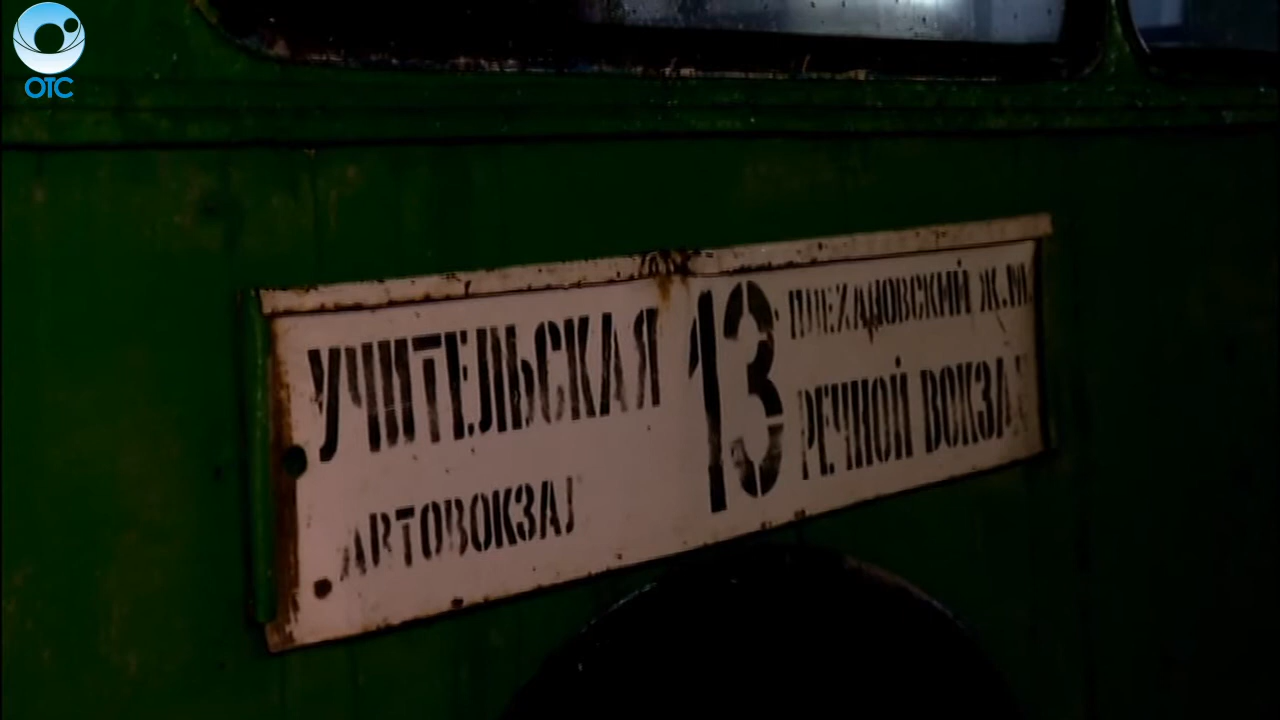 ОТС
УЧИТЕЛЬСКАЯ
АВТОВОКЗАЛ
13
ПЛЕХАНОВСКИЙ Ж.М.
РЕЧНОЙ ВОКЗАЛ